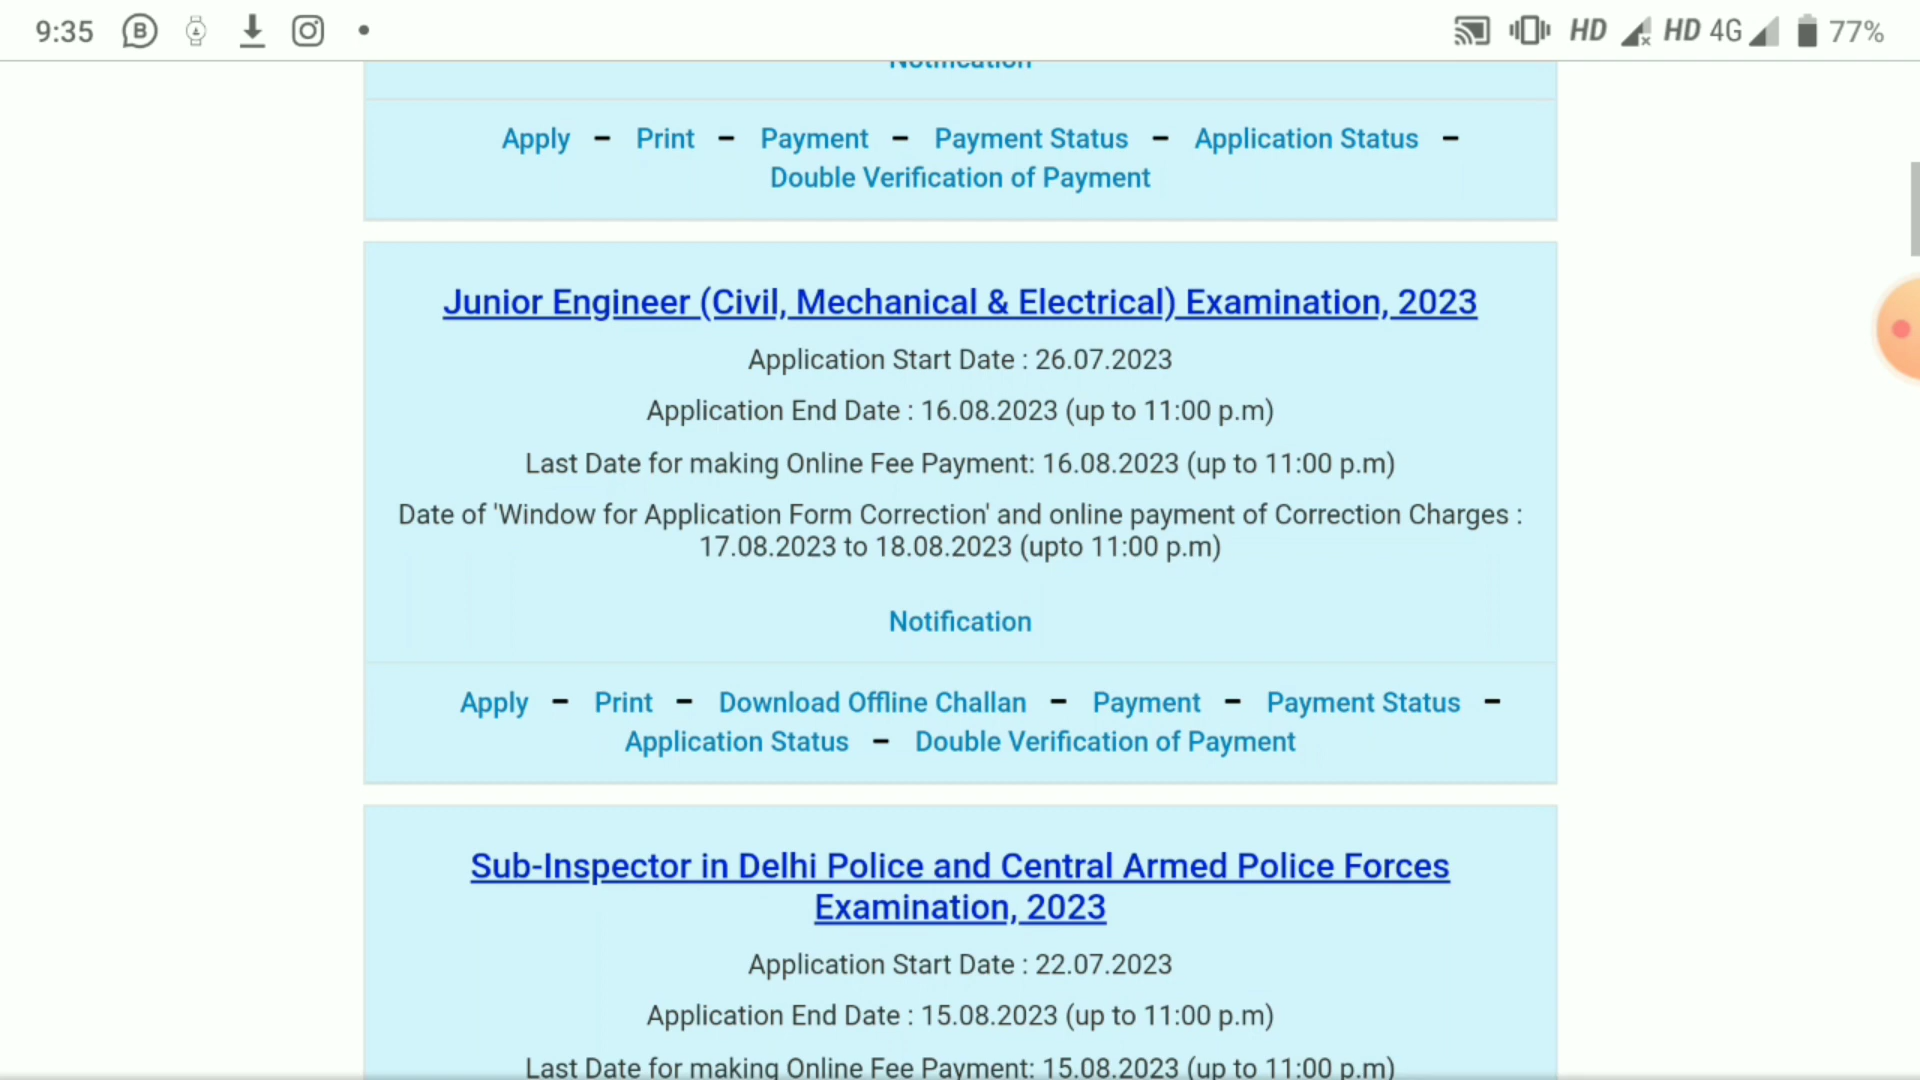 9:35 B HD HD 4G 77%
Notification
Apply – Print – Payment – Payment Status – Application Status –
Double Verification of Payment
Junior Engineer (Civil, Mechanical & Electrical) Examination, 2023
Application Start Date : 26.07.2023
Application End Date : 16.08.2023 (up to 11:00 p.m)
Last Date for making Online Fee Payment: 16.08.2023 (up to 11:00 p.m)
Date of 'Window for Application Form Correction' and online payment of Correction Charges :
17.08.2023 to 18.08.2023 (upto 11:00 p.m)
Notification
Apply – Print – Download Offline Challan – Payment – Payment Status –
Application Status – Double Verification of Payment
Sub-Inspector in Delhi Police and Central Armed Police Forces
Examination, 2023
Application Start Date : 22.07.2023
Application End Date : 15.08.2023 (up to 11:00 p.m)
Last Date for making Online Fee Payment: 15.08.2023 (up to 11:00 p.m)